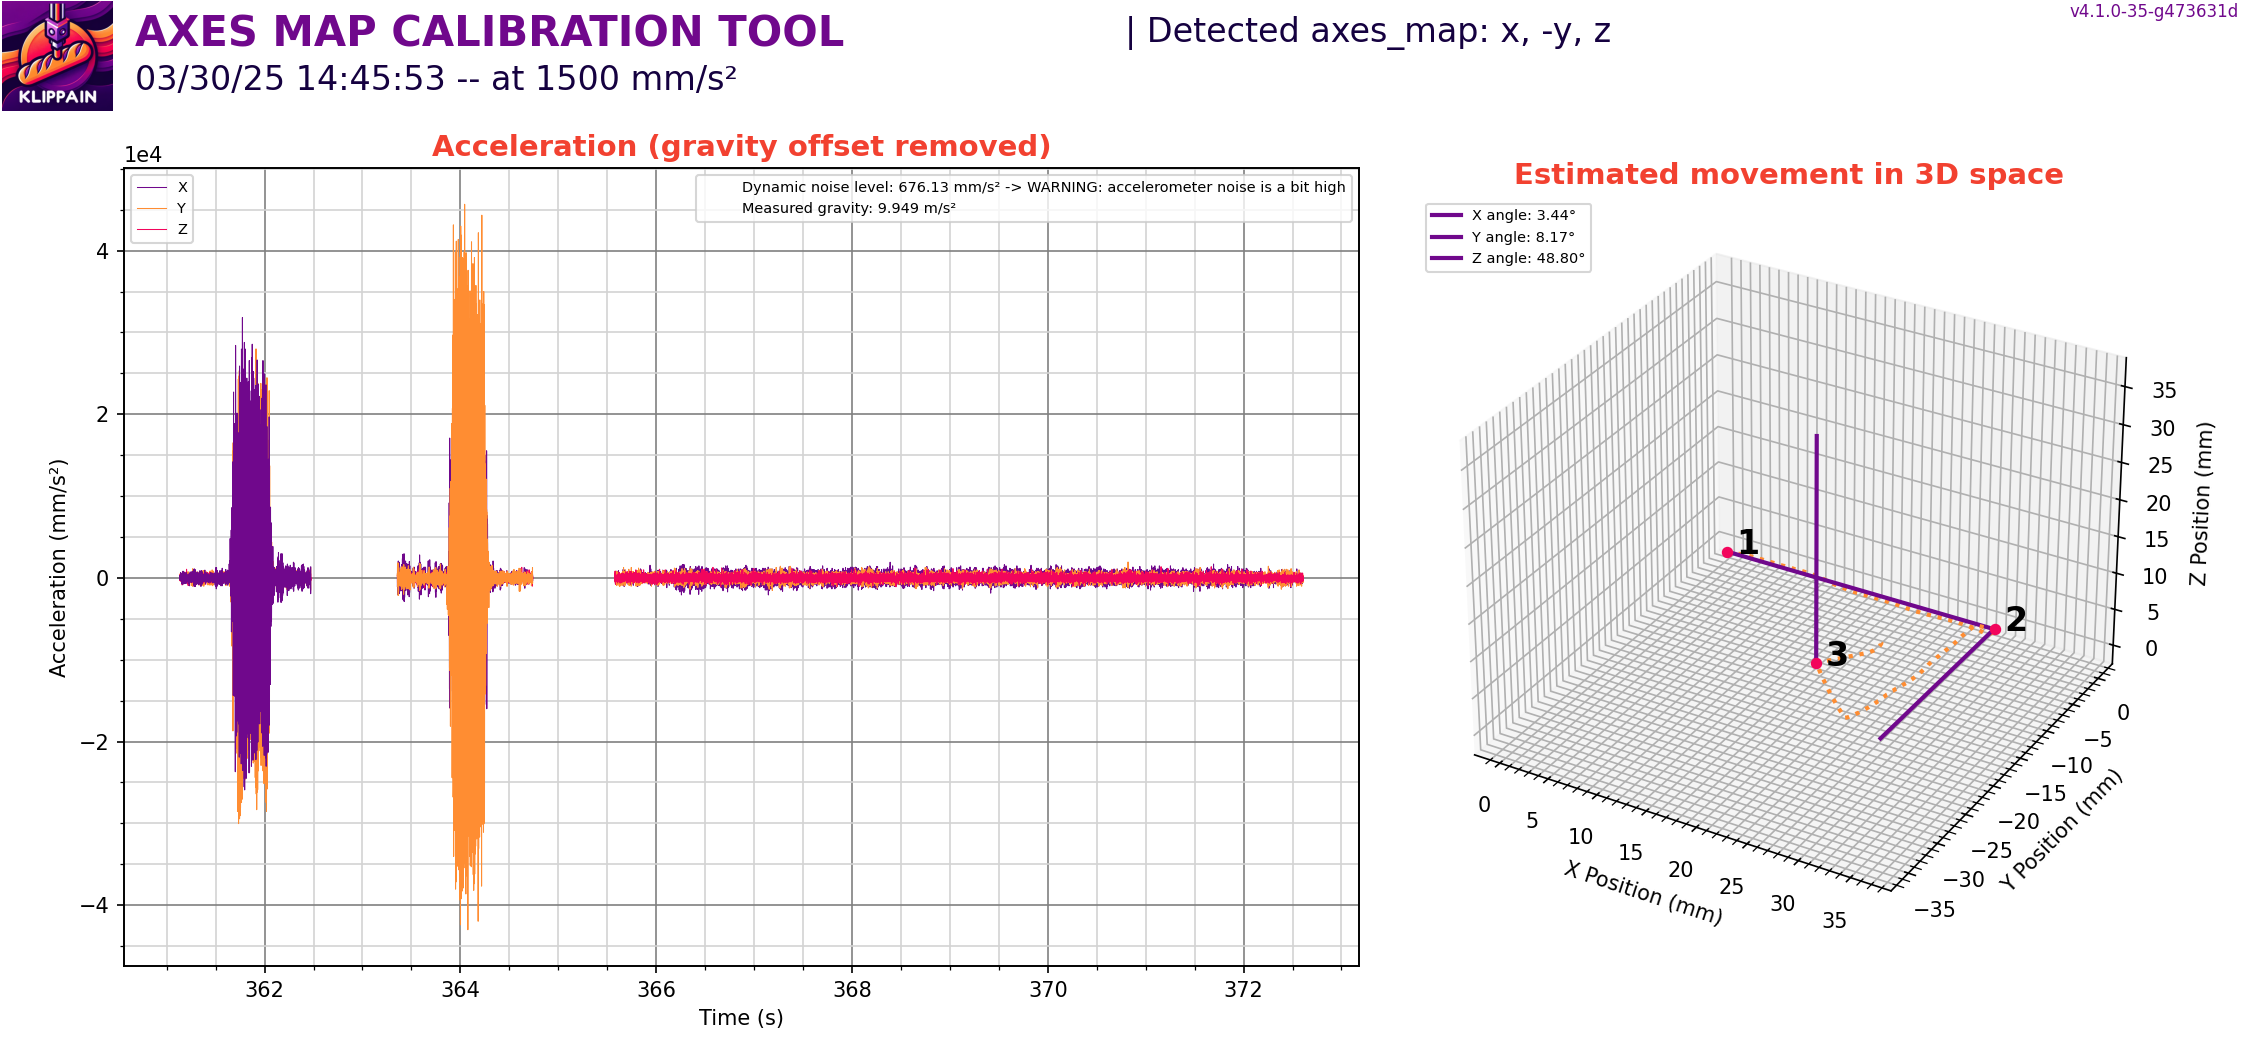 KLIPPAIN
AXES MAP CALIBRATION TOOL
03/30/25 14:45:53 -- at 1500 mm/s²
| Detected axes_map: x, -y, z
v4.1.0-35-g473631d
Acceleration (gravity offset removed)
1e4
X
Y
Z
Dynamic noise level: 676.13 mm/s² -> WARNING: accelerometer noise is a bit high
Measured gravity: 9.949 m/s²
4
2
0
−2
−4
Acceleration (mm/s²)
362
364
366
368
370
372
Time (s)
Estimated movement in 3D space
X angle: 3.44°
Y angle: 8.17°
Z angle: 48.80°
1
2
3
35
30
25
20
15
10
5
0
Z Position (mm)
0
−5
−10
−15
−20
−25
−30
−35
Y Position (mm)
0
5
10
15
20
25
30
35
X Position (mm)